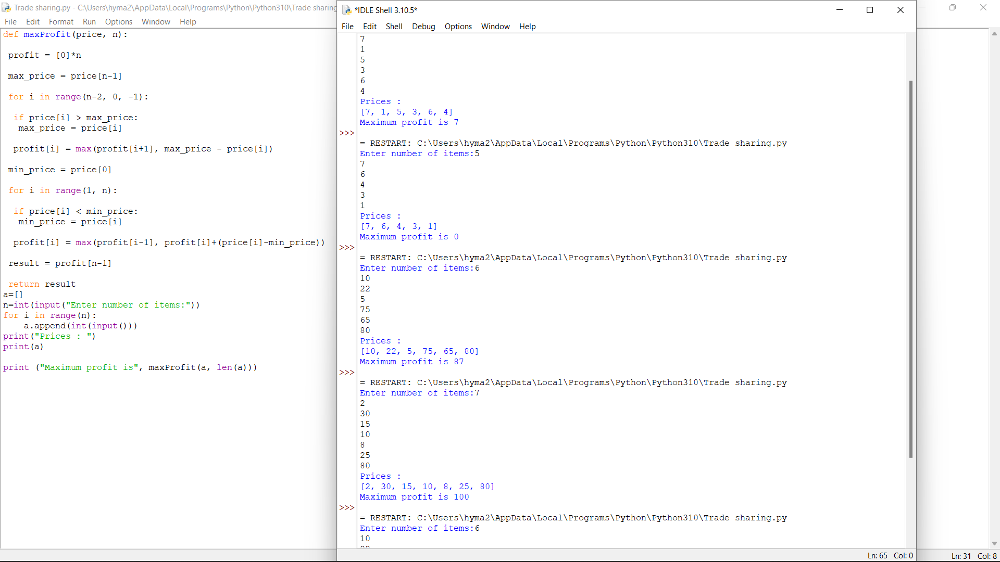 Trade sharing.py - C:\Users\hyma2\AppData\Local\Programs\Python\Python310\Trade sharing
File Edit Format Run Options Window Help
def maxProfit(price, n):
profit = [0]*n
max_price = price[n-1]
for i in range(n-2, 0, -1):
if price[i] > max_price:
max_price = price[i]
profit[i] = max(profit[i+1], max_price - price[i])
min_price = price[0]
for i in range(1, n):
if price[i] < min_price:
min_price = price[i]
profit[i] = max(profit[i-1], profit[i]+(price[i]-min_price))
result = profit[n-1]
return result
a=[]
n=int(input("Enter number of items:"))
for i in range(n):
a.append(int(input()))
print("Prices : ")
print(a)
print ("Maximum profit is", maxProfit(a, len(a)))
*IDLE Shell 3.10.5*
File Edit Shell Debug Options Window Help
7
1
5
3
6
4
Prices :
[7, 1, 5, 3, 6, 4]
Maximum profit is 7
>>>
= RESTART: C:\Users\hyma2\AppData\Local\Programs\Python\Python310\Trade sharing.py
Enter number of items:5
7
6
4
3
1
Prices :
[7, 6, 4, 3, 1]
Maximum profit is 0
>>>
= RESTART: C:\Users\hyma2\AppData\Local\Programs\Python\Python310\Trade sharing.py
Enter number of items:6
10
22
5
75
65
80
Prices :
[10, 22, 5, 75, 65, 80]
Maximum profit is 87
>>>
= RESTART: C:\Users\hyma2\AppData\Local\Programs\Python\Python310\Trade sharing.py
Enter number of items:7
2
30
15
10
8
25
80
Prices :
[2, 30, 15, 10, 8, 25, 80]
Maximum profit is 100
>>>
= RESTART: C:\Users\hyma2\AppData\Local\Programs\Python\Python310\Trade sharing.py
Enter number of items:6
10
Ln: 65 Col: 0
Ln: 31 Col: 8